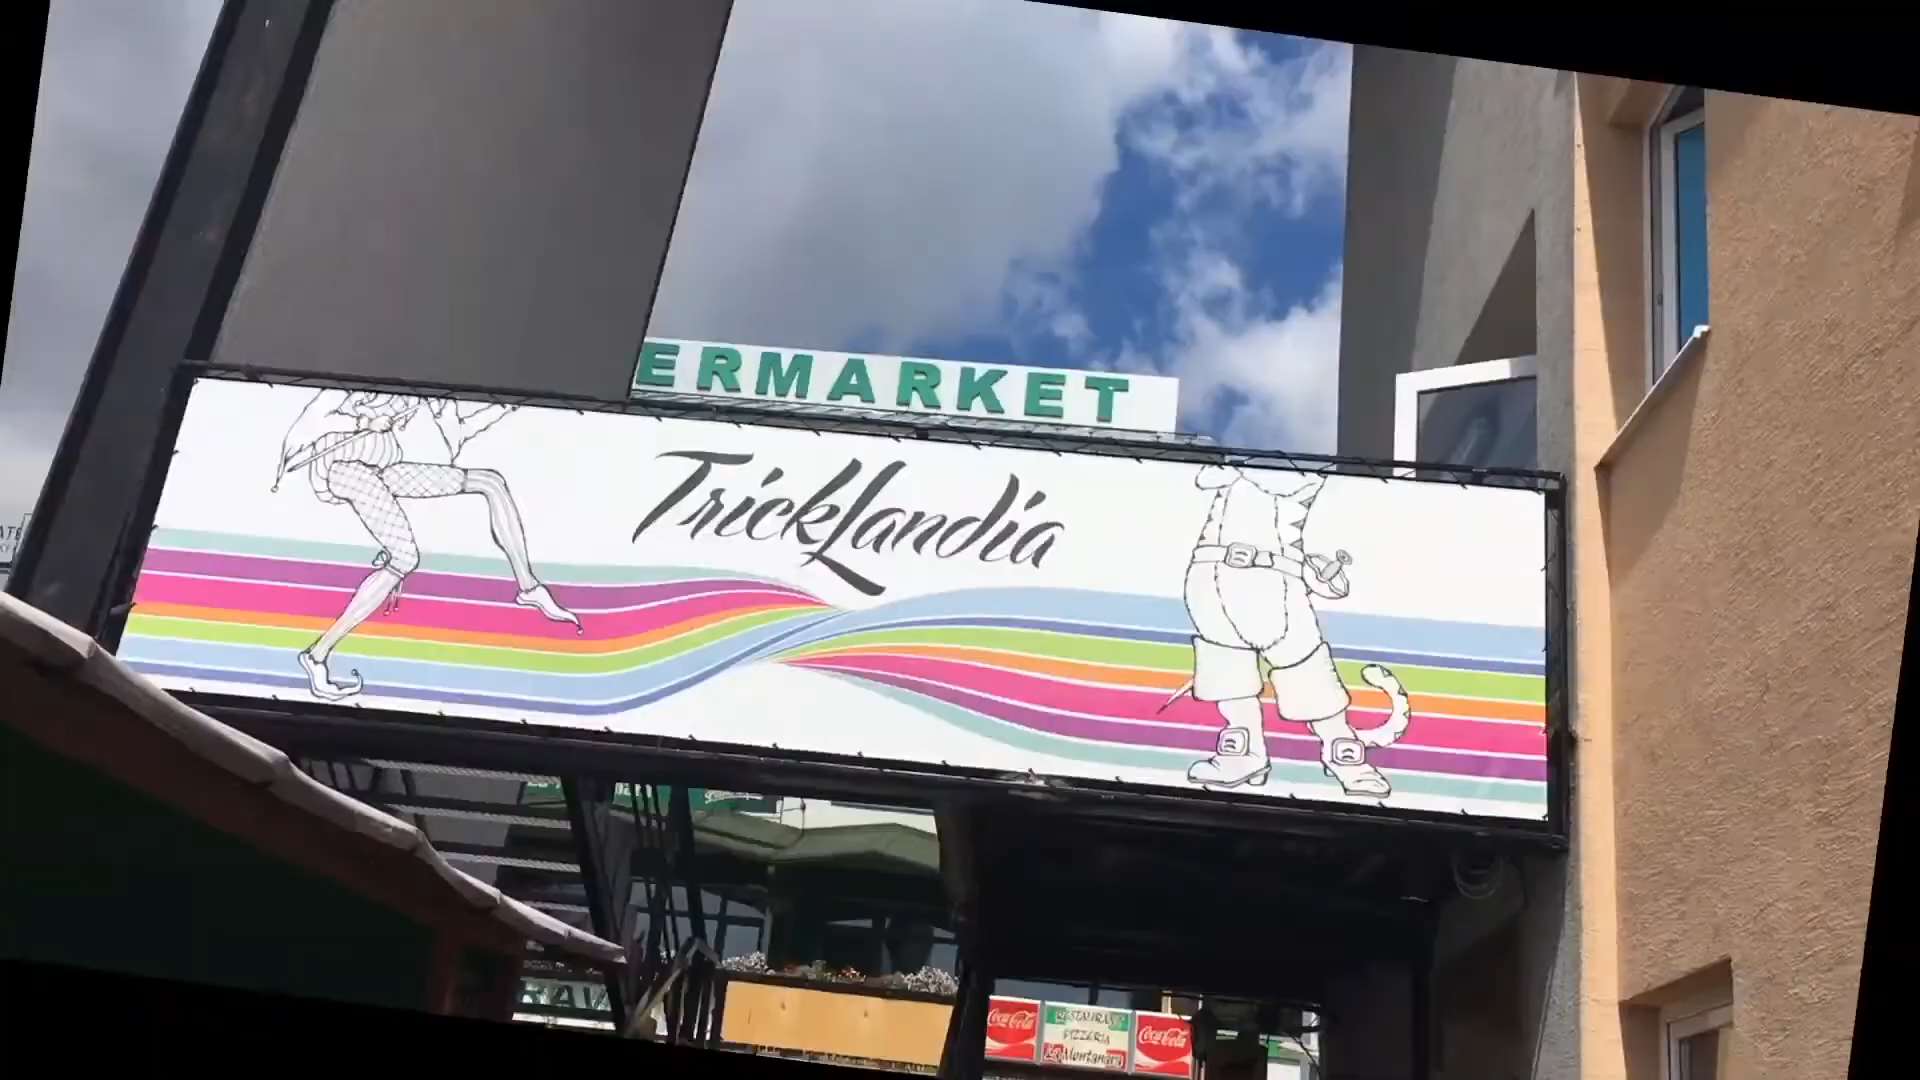 ERMARKET
TrickLandia
Coca-Cola
RESTAURANT
PIZZERIA
La Montanara
Coca-Cola